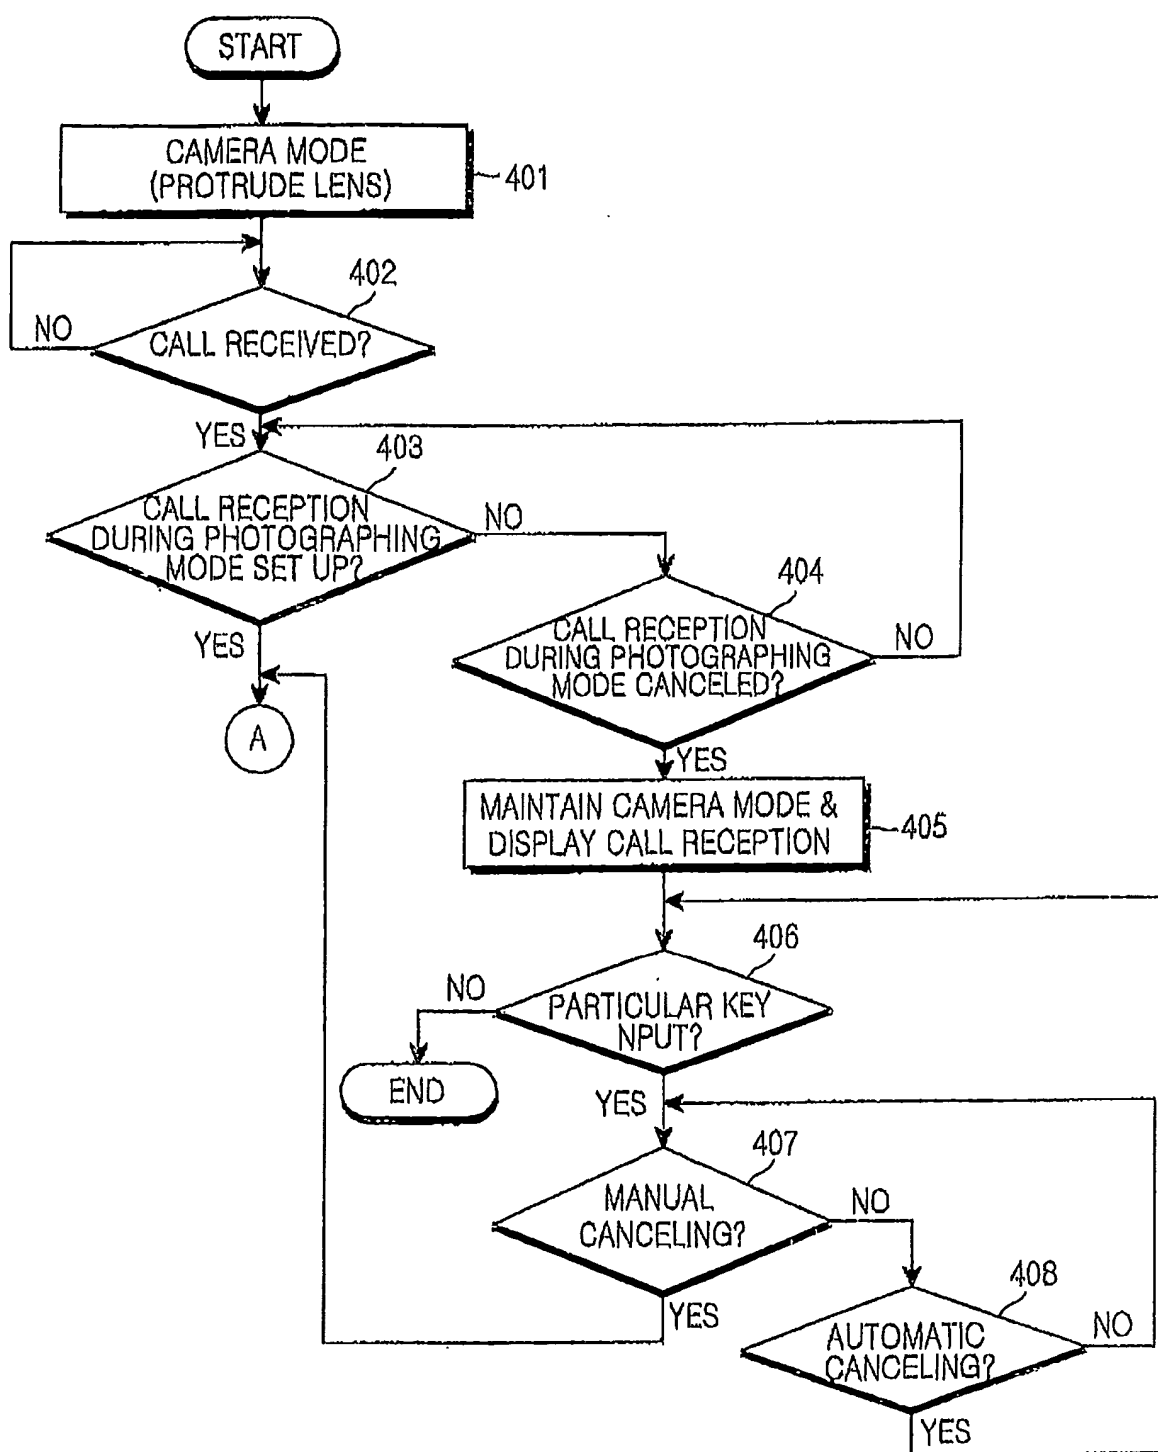 START
CAMERA MODE
(PROTRUDE LENS)
401
402
NO
CALL RECEIVED?
YES
403
CALL RECEPTION
DURING PHOTOGRAPHING
MODE SET UP?
NO
404
YES
CALL RECEPTION
DURING PHOTOGRAPHING
MODE CANCELED?
NO
A
YES
MAINTAIN CAMERA MODE &
DISPLAY CALL RECEPTION
405
406
NO
PARTICULAR KEY
NPUT?
END
YES
407
MANUAL
CANCELING?
NO
408
YES
AUTOMATIC
CANCELING?
NO
YES